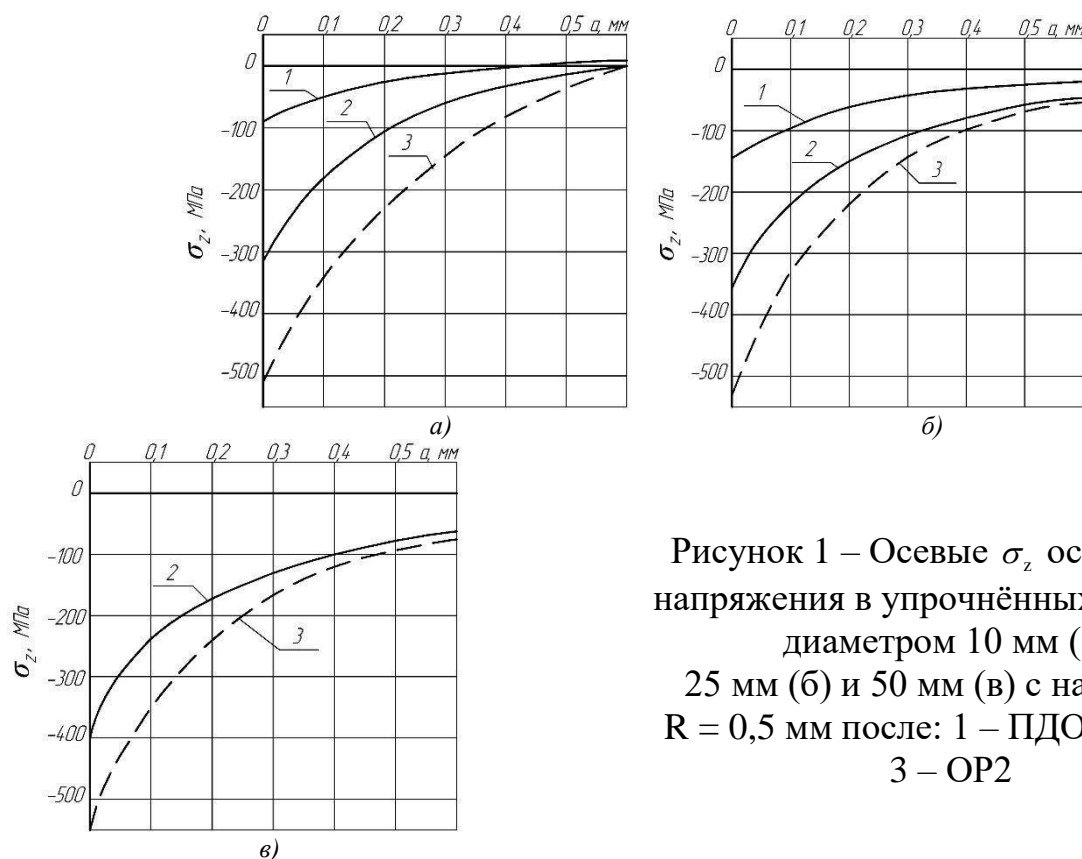 0 0,1 0,2 0,3 0,4 0,5 а, мм
0
-100
-200
-300
-400
-500
σz, МПа
1
2
3
а)
0 0,1 0,2 0,3 0,4 0,5 а, мм
0
-100
-200
-300
-400
-500
σz, МПа
1
2
3
б)
0 0,1 0,2 0,3 0,4 0,5 а, мм
0
-100
-200
-300
-400
-500
σz, МПа
2
3
в)
Рисунок 1 – Осевые σz
напряжения в упрочнённых
диаметром 10 мм (
25 мм (б) и 50 мм (в) с
R = 0,5 мм после: 1 – ПДО
3 – ОР2